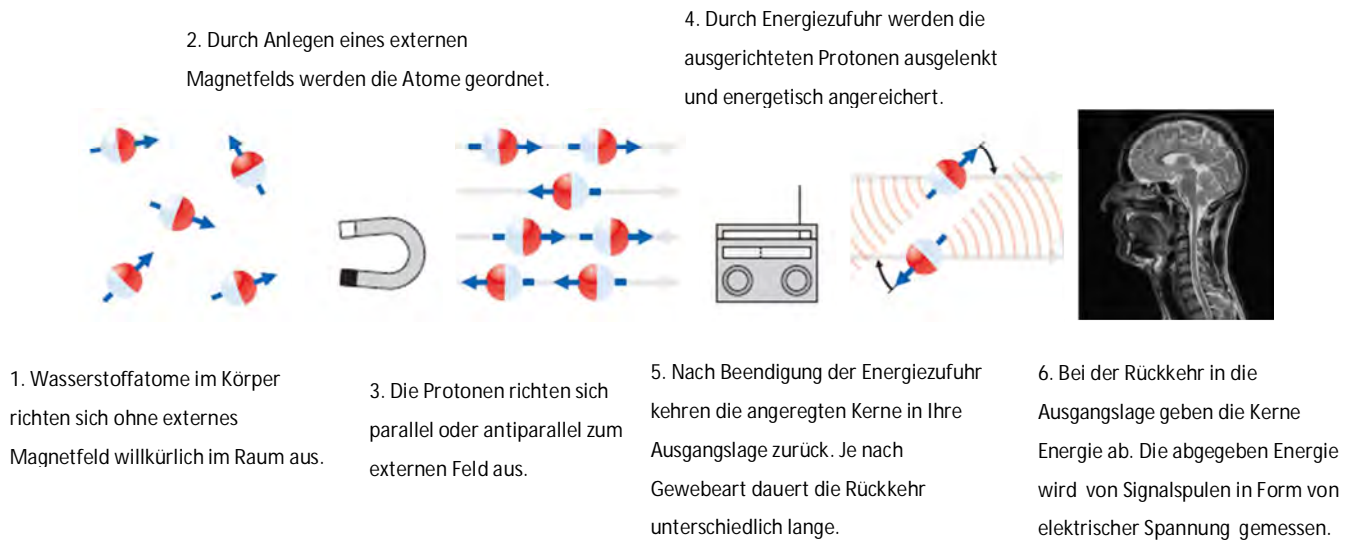 1. Wasserstoffatome im Körper
richten sich ohne externes
Magnetfeld willkürlich im Raum aus.
2. Durch Anlegen eines externen
Magnetfelds werden die Atome geordnet.
3. Die Protonen richten sich
parallel oder antiparallel zum
externen Feld aus.
4. Durch Energiezufuhr werden die
ausgerichteten Protonen ausgelenkt
und energetisch angereichert.
5. Nach Beendigung der Energiezufuhr
kehren die angeregten Kerne in Ihre
Ausgangslage zurück. Je nach
Gewebeart dauert die Rückkehr
unterschiedlich lange.
6. Bei der Rückkehr in die
Ausgangslage geben die Kerne
Energie ab. Die abgegeben Energie
wird von Signalspulen in Form von
elektrischer Spannung gemessen.